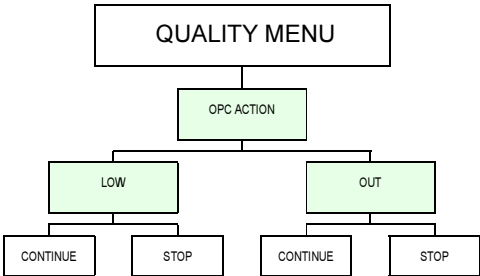 QUALITY MENU
OPC ACTION
LOW
OUT
CONTINUE
STOP
CONTINUE
STOP